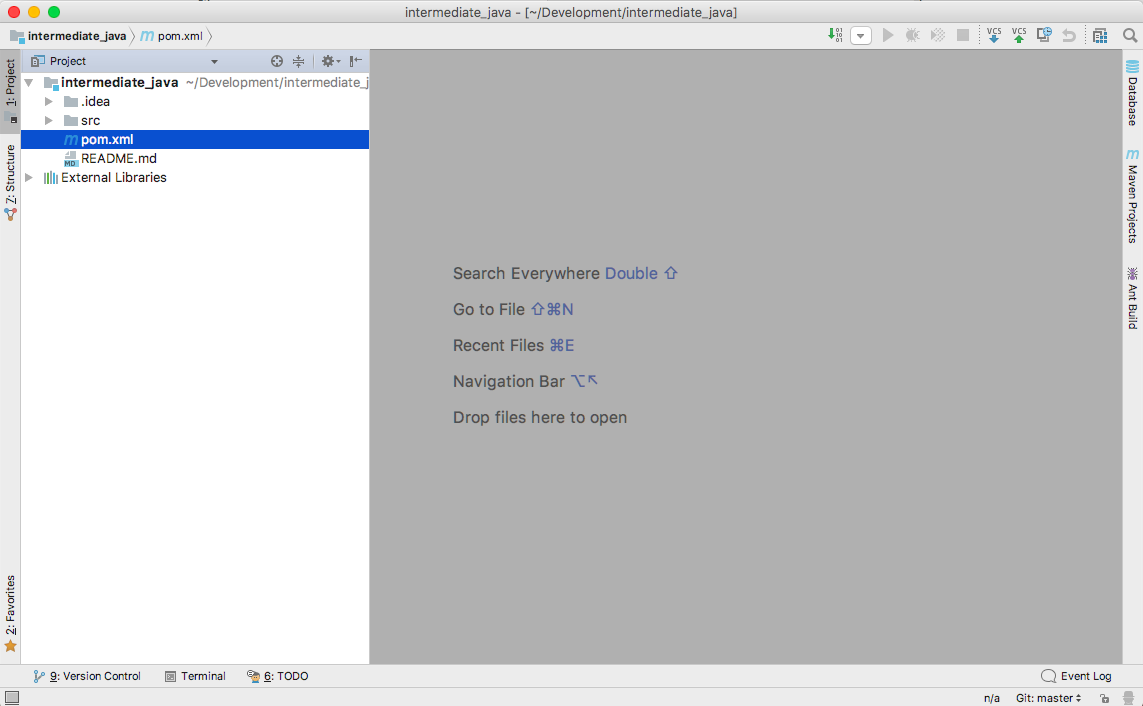 intermediate_java - [~/Development/intermediate_java]
intermediate_java
pom.xml
VCS
VCS
1: Project
Project
intermediate_java ~/Development/intermediate_j
.idea
src
pom.xml
MD
README.md
External Libraries
Z: Structure
2: Favorites
Search Everywhere Double ⇧
Go to File ⇧⌘N
Recent Files ⌘E
Navigation Bar ⌥↖
Drop files here to open
Database
Maven Projects
Ant Build
9: Version Control
Terminal
6: TODO
Event Log
n/a
Git: master